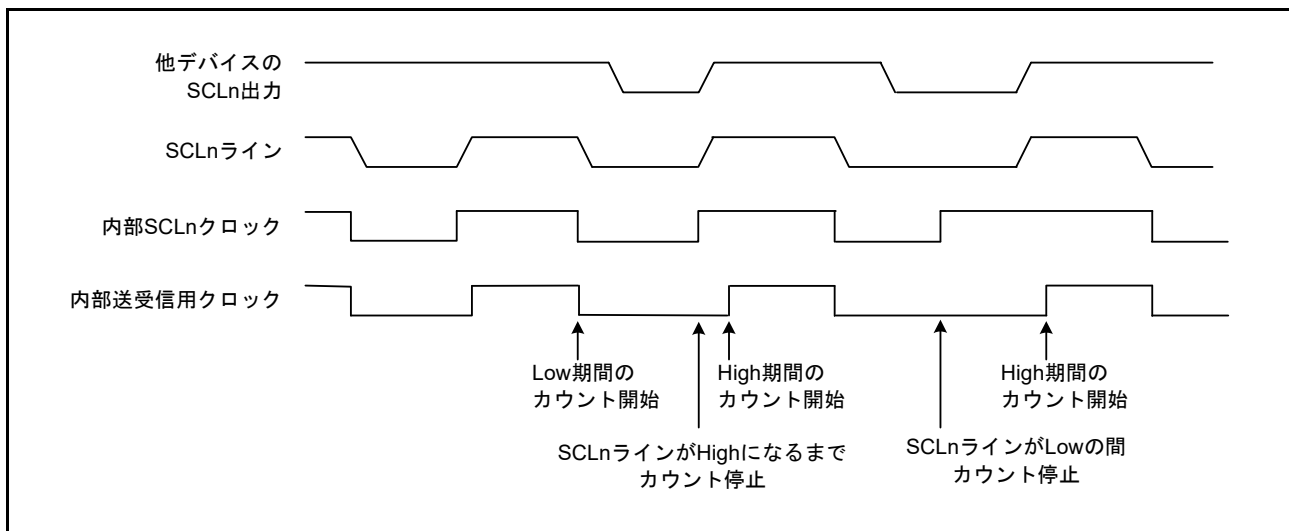 他デバイスの
SCLn出力
SCLnライン
内部SCLnクロック
内部送受信用クロック
Low期間の
カウント開始
High期間の
カウント開始
High期間の
カウント開始
SCLnラインがHighになるまで
カウント停止
SCLnラインがLowの間
カウント停止